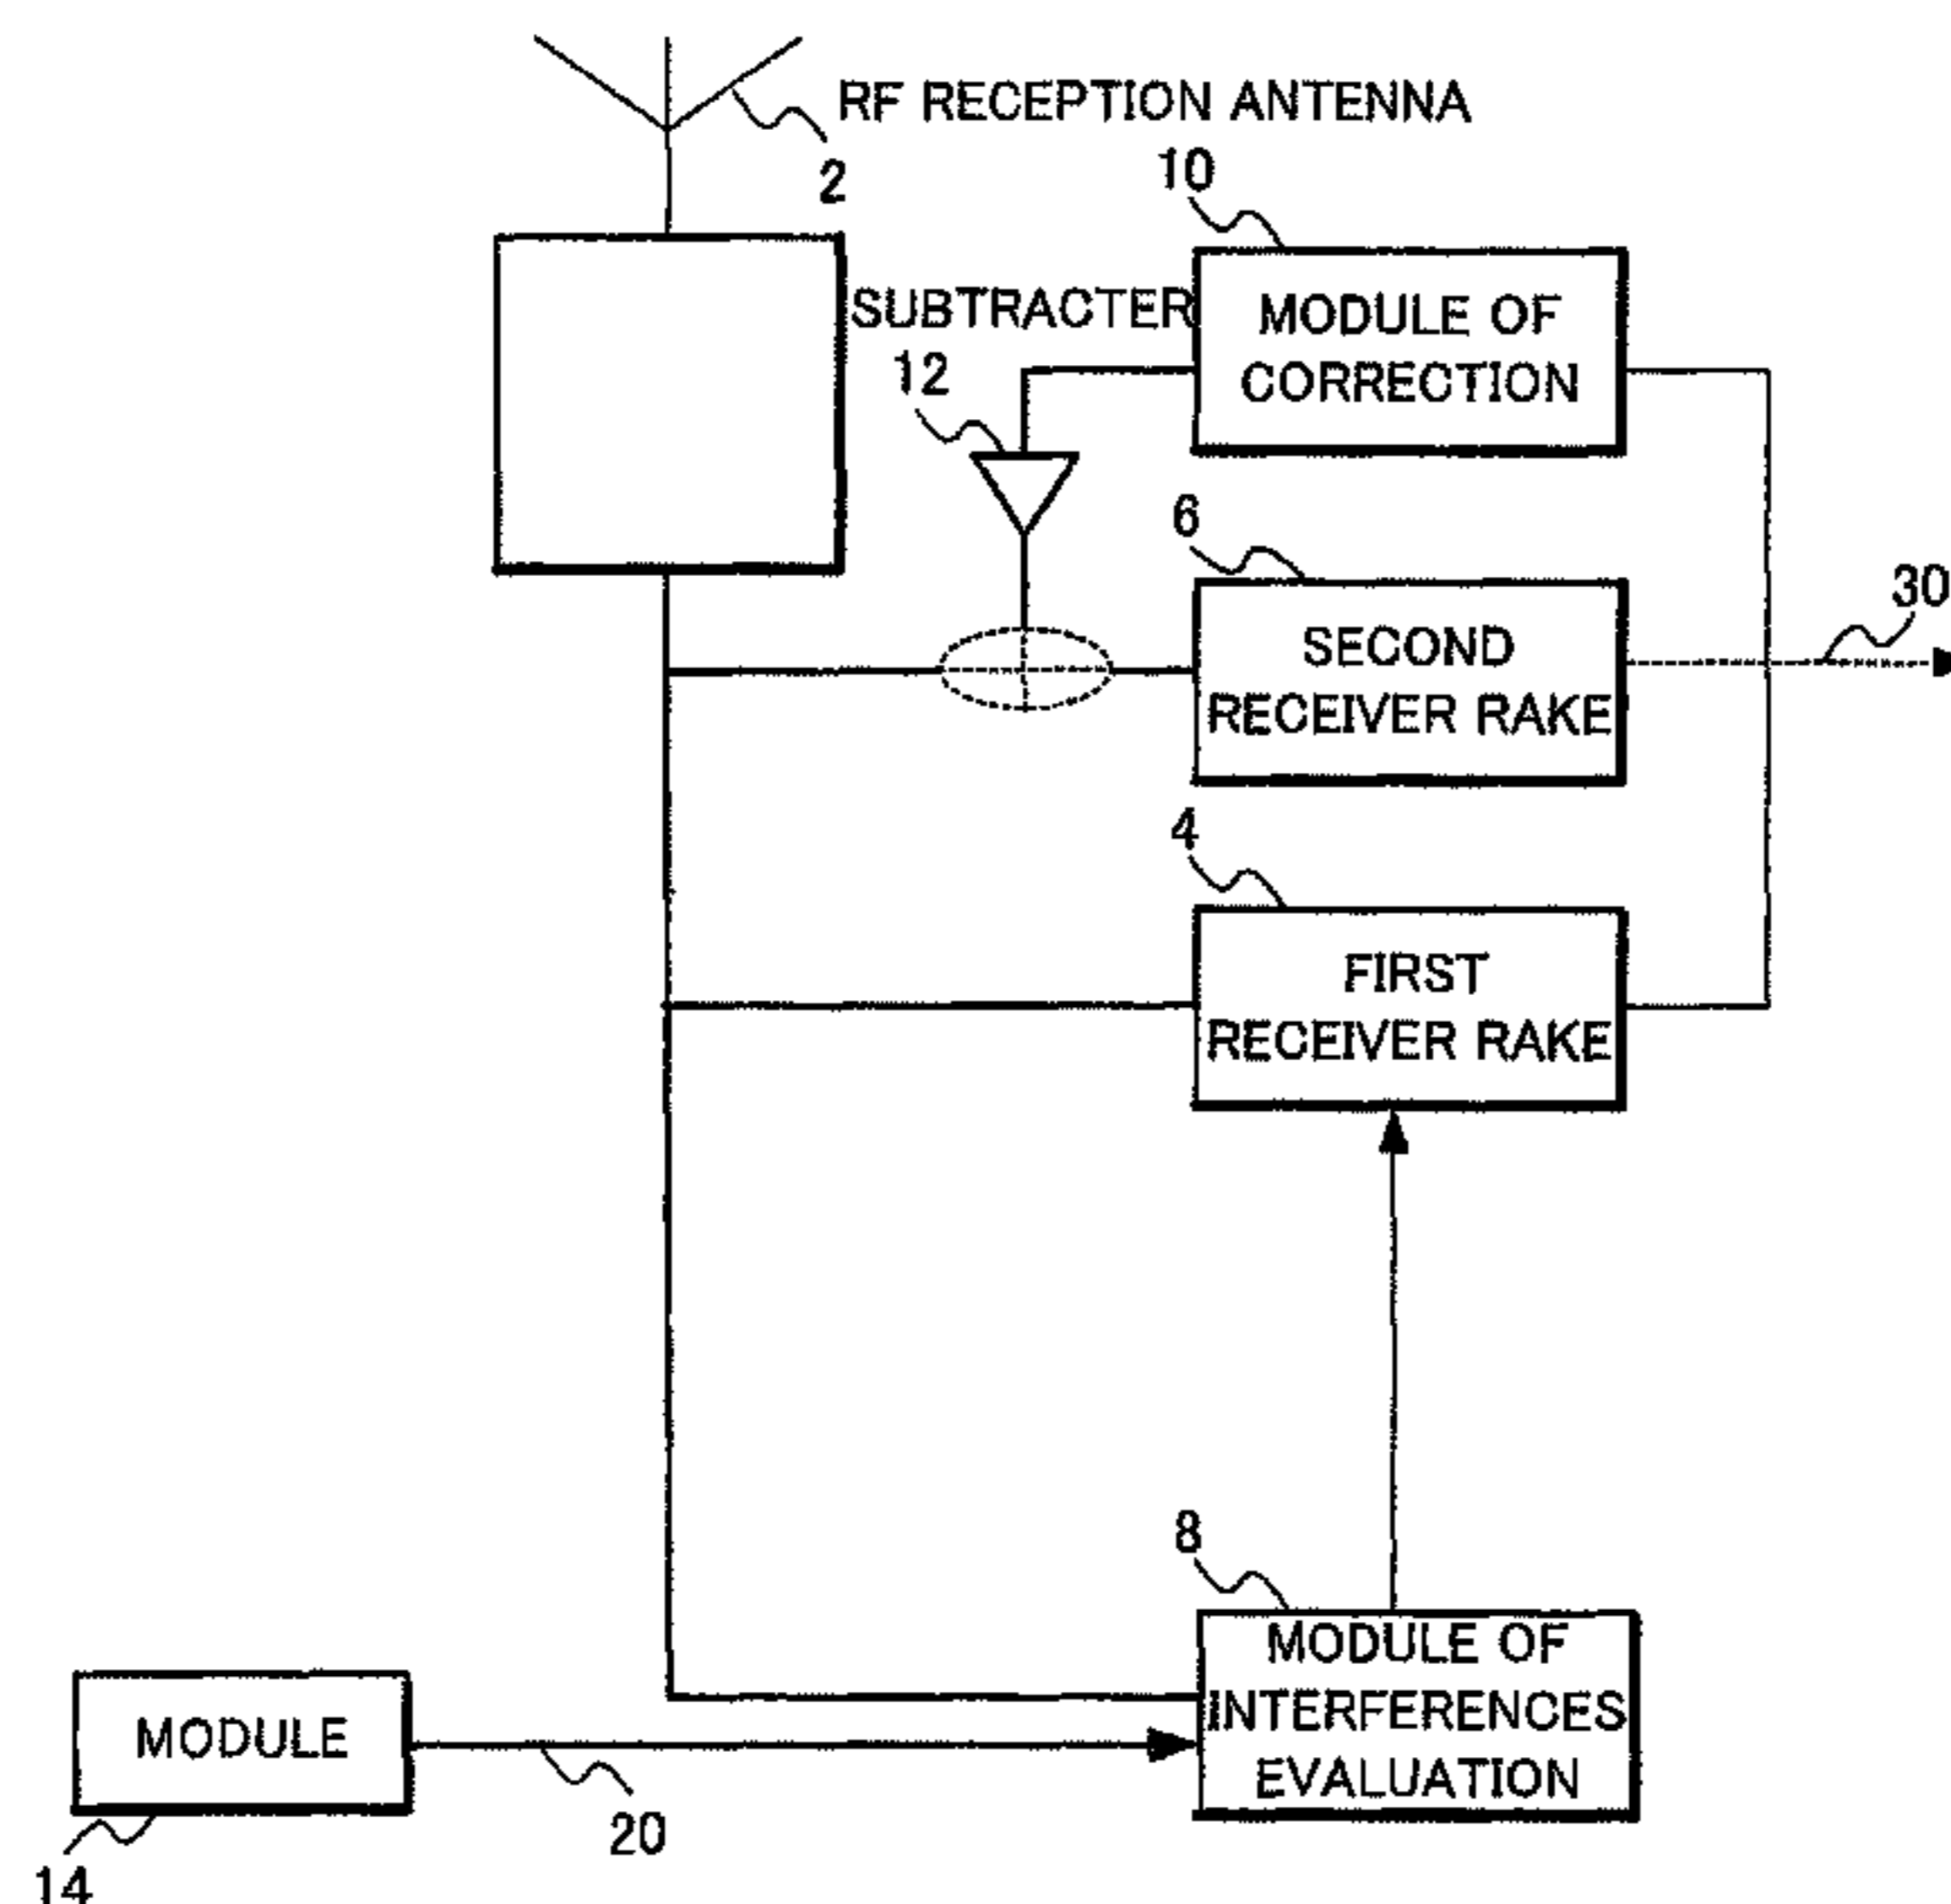 RF RECEPTION ANTENNA
2
10
SUBTRACTER
MODULE OF
CORRECTION
12
6
SECOND
RECEIVER RAKE
30
4
FIRST
RECEIVER RAKE
8
MODULE OF
INTERFERENCES
EVALUATION
MODULE
20
14